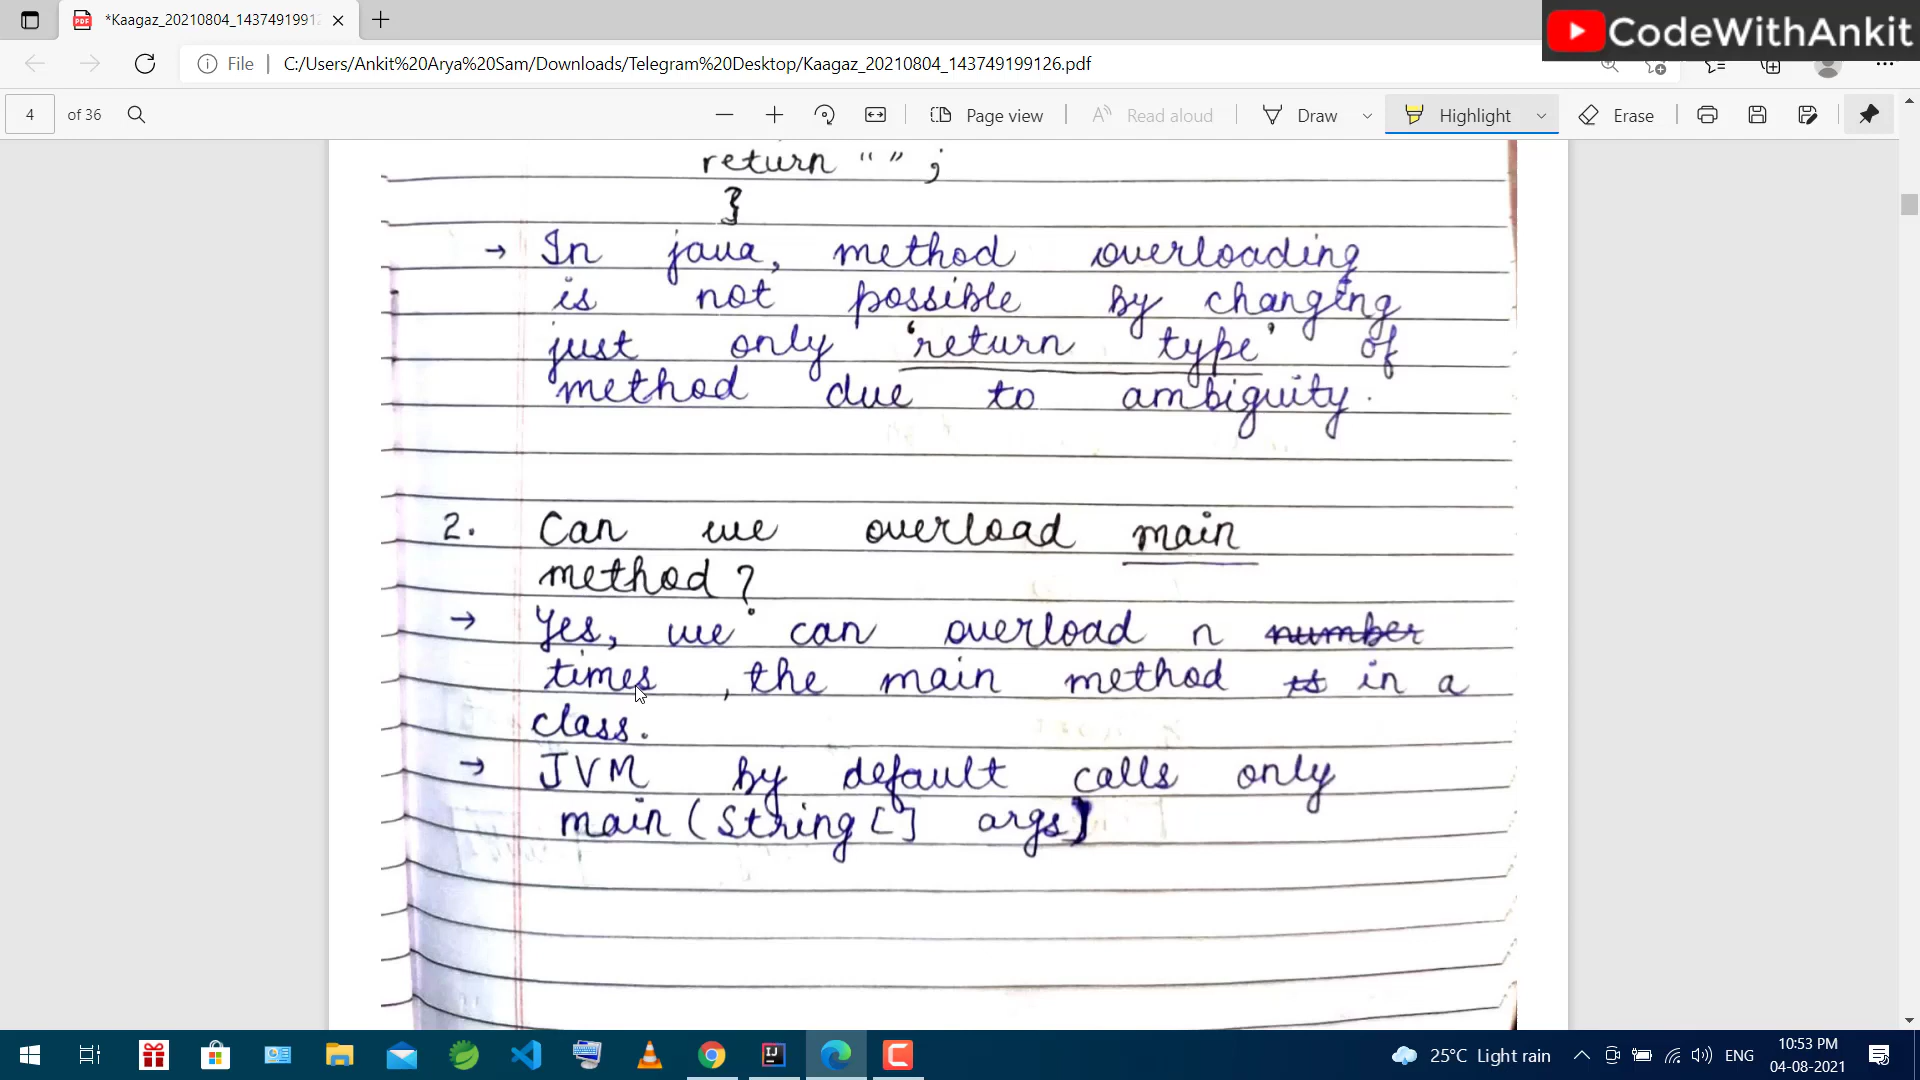 *Kaagaz_20210804_1437491991
CodeWithAnkit
File
C:/Users/Ankit%20Arya%20Sam/Downloads/Telegram%20Desktop/Kaagaz_20210804_143749199126.pdf
4 of 36
Page view
Read aloud
Draw
Highlight
Erase
return " " ;
}
→ In java, method overloading
is not possible by changing
just only 'return type' of
method due to ambiguity.
2. Can we overload main
method ?
→ Yes, we can overload n number
times , the main method in a
class.
→ JVM by default calls only
main ( String [ ] args )
25°C Light rain
ENG
10:53 PM
04-08-2021